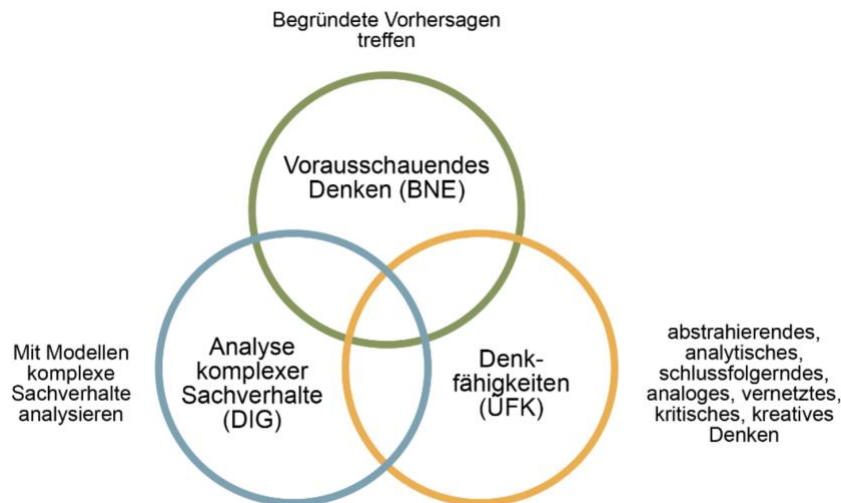 Begründete Vorhersagen
treffen
Vorausschauendes
Denken (BNE)
Mit Modellen
komplexe
Sachverhalte
analysieren
Analyse
komplexer
Sachverhalte
(DIG)
Denk-
fähigkeiten
(ÜFK)
abstrahierendes,
analytisches,
schlussfolgerndes,
analoges, vernetztes,
kritisches, kreatives
Denken